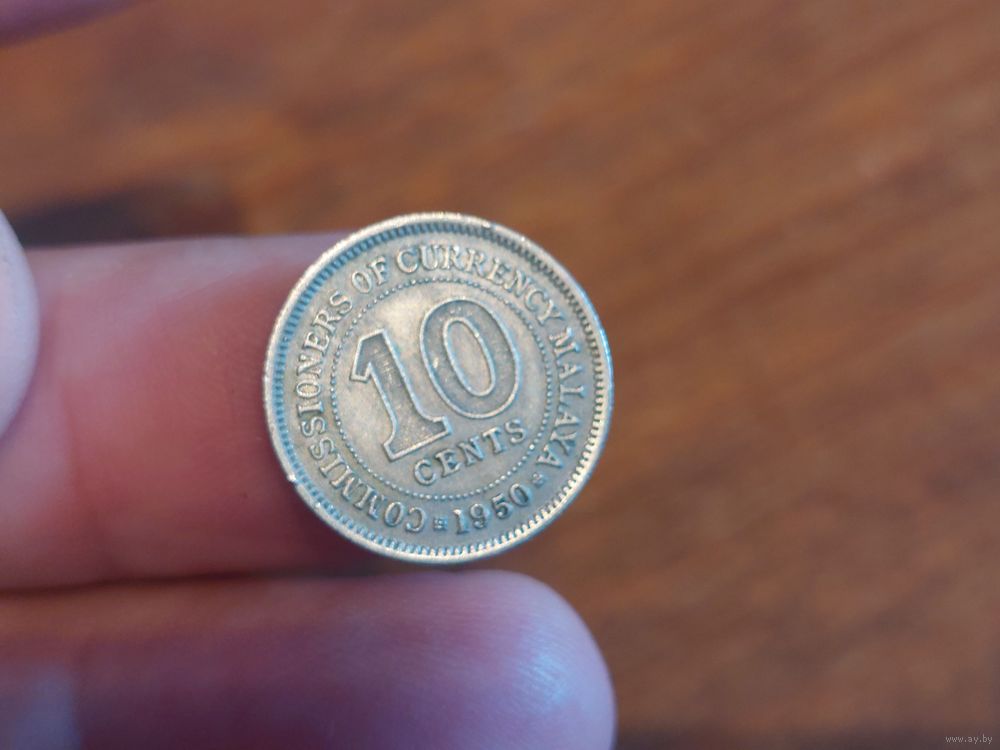 COMMISSIONERS OF CURRENCY MALAYA
10
CENTS
1950
www.ay.by